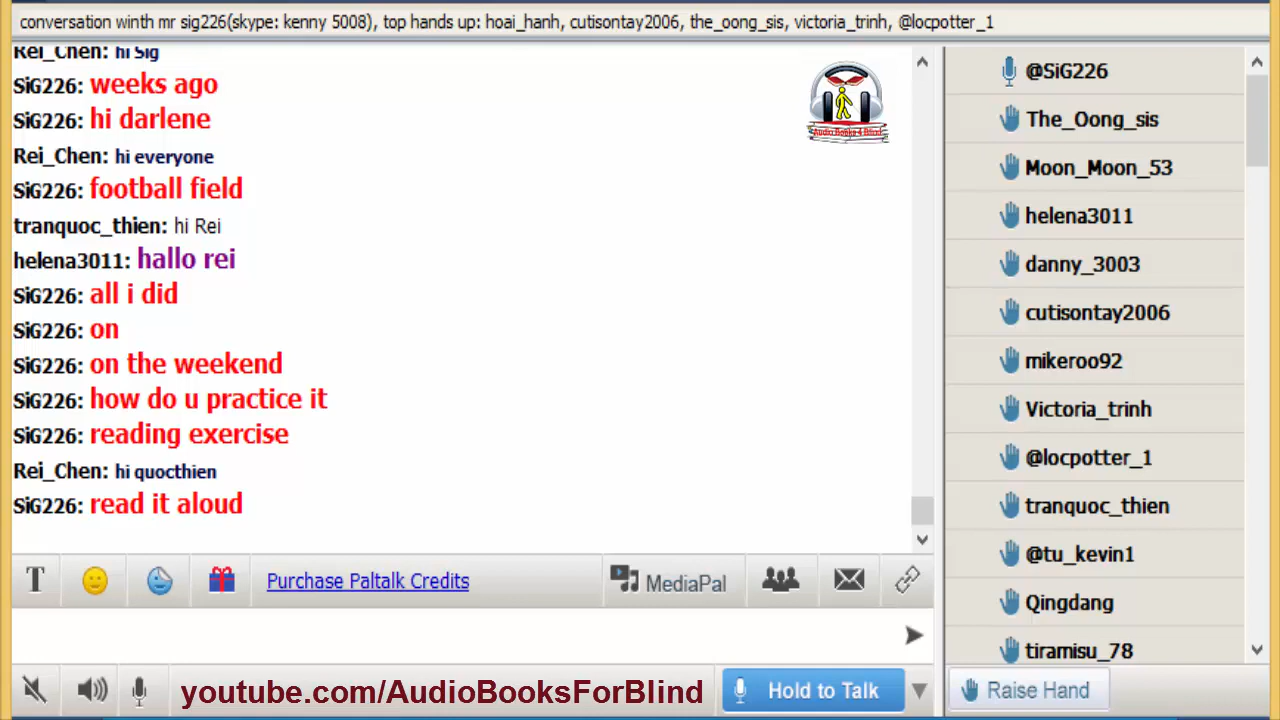 conversation winth mr sig226(skype: kenny 5008), top hands up: hoai_hanh, cutisontay2006, the_oong_sis, victoria_trinh, @locpotter_1
Rei_Chen: hi Sig
SiG226: weeks ago
SiG226: hi darlene
Rei_Chen: hi everyone
SiG226: football field
tranquoc_thien: hi Rei
helena3011: hallo rei
SiG226: all i did
SiG226: on
SiG226: on the weekend
SiG226: how do u practice it
SiG226: reading exercise
Rei_Chen: hi quocthien
SiG226: read it aloud
Audio Books 4 Blind
@SiG226
The_Oong_sis
Moon_Moon_53
helena3011
danny_3003
cutisontay2006
mikeroo92
Victoria_trinh
@locpotter_1
tranquoc_thien
@tu_kevin1
Qingdang
tiramisu_78
T
Purchase Paltalk Credits
MediaPal
youtube.com/AudioBooksForBlind
Hold to Talk
Raise Hand